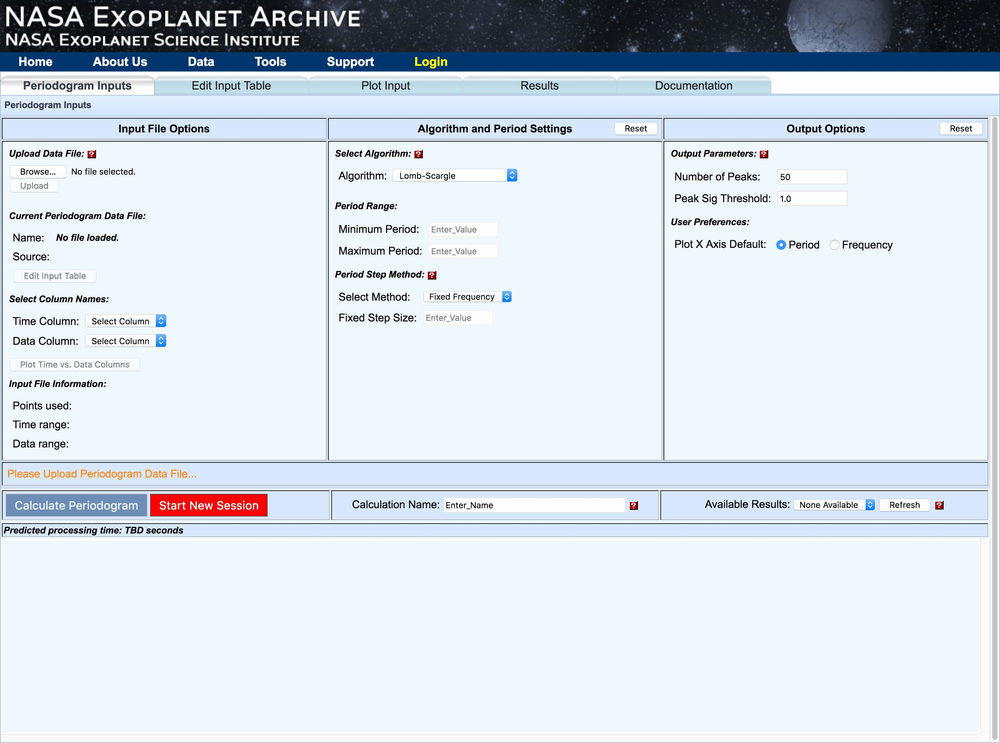 NASA EXOPLANET ARCHIVE
NASA EXOPLANET SCIENCE INSTITUTE
Home About Us Data Tools Support Login
Periodogram Inputs Edit Input Table Plot Input Results Documentation
Periodogram Inputs
Input File Options
Upload Data File: ?
Browse... No file selected.
Upload
Current Periodogram Data File:
Name: No file loaded.
Source:
Edit Input Table
Select Column Names:
Time Column: Select Column
Data Column: Select Column
Plot Time vs. Data Columns
Input File Information:
Points used:
Time range:
Data range:
Algorithm and Period Settings Reset
Select Algorithm: ?
Algorithm: Lomb-Scargle
Period Range:
Minimum Period: Enter_Value
Maximum Period: Enter_Value
Period Step Method: ?
Select Method: Fixed Frequency
Fixed Step Size: Enter_Value
Output Options Reset
Output Parameters: ?
Number of Peaks: 50
Peak Sig Threshold: 1.0
User Preferences:
Plot X Axis Default: Period Frequency
Please Upload Periodogram Data File...
Calculate Periodogram Start New Session
Calculation Name: Enter_Name ?
Available Results: None Available Refresh ?
Predicted processing time: TBD seconds